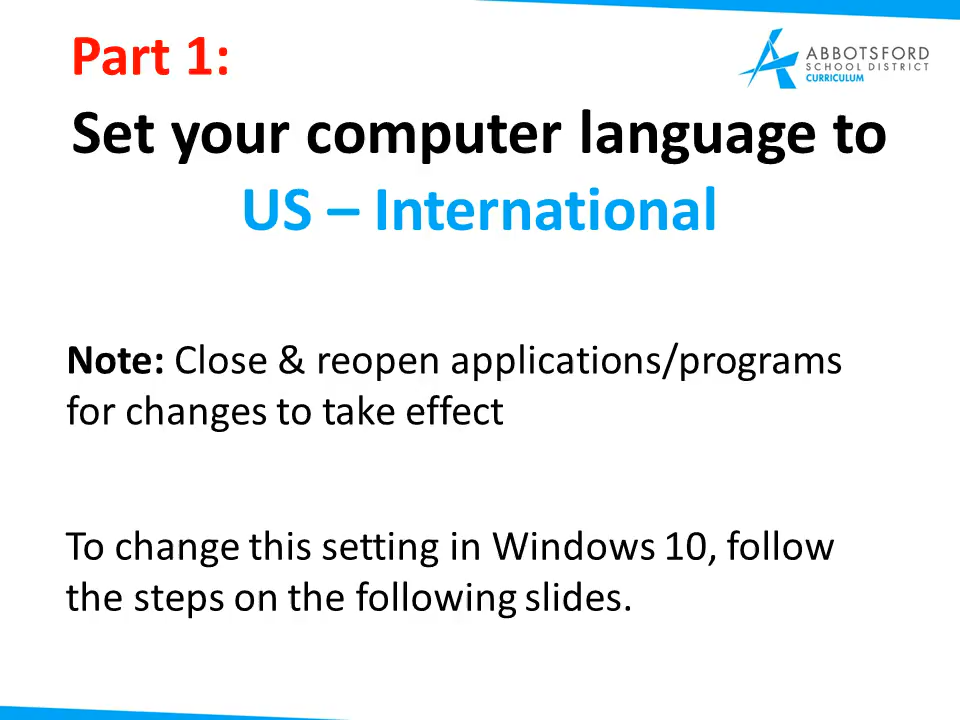 Part 1:
ABBOTSFORD
SCHOOL DISTRICT
CURRICULUM
Set your computer language to
US – International
Note: Close & reopen applications/programs
for changes to take effect
To change this setting in Windows 10, follow
the steps on the following slides.